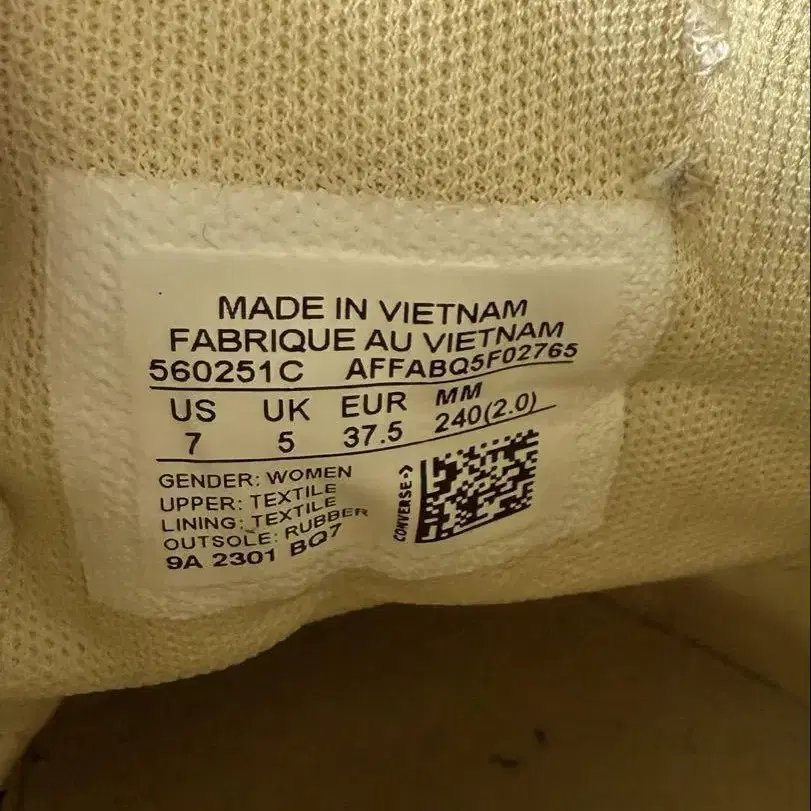 MADE IN VIETNAM
FABRIQUE AU VIETNAM
560251C AFFABQ5F02765
US UK EUR MM
7 5 37.5 240(2.0)
GENDER: WOMEN
UPPER: TEXTILE
LINING: TEXTILE
OUTSOLE: RUBBER
9A 2301 BQ7
CONVERSE